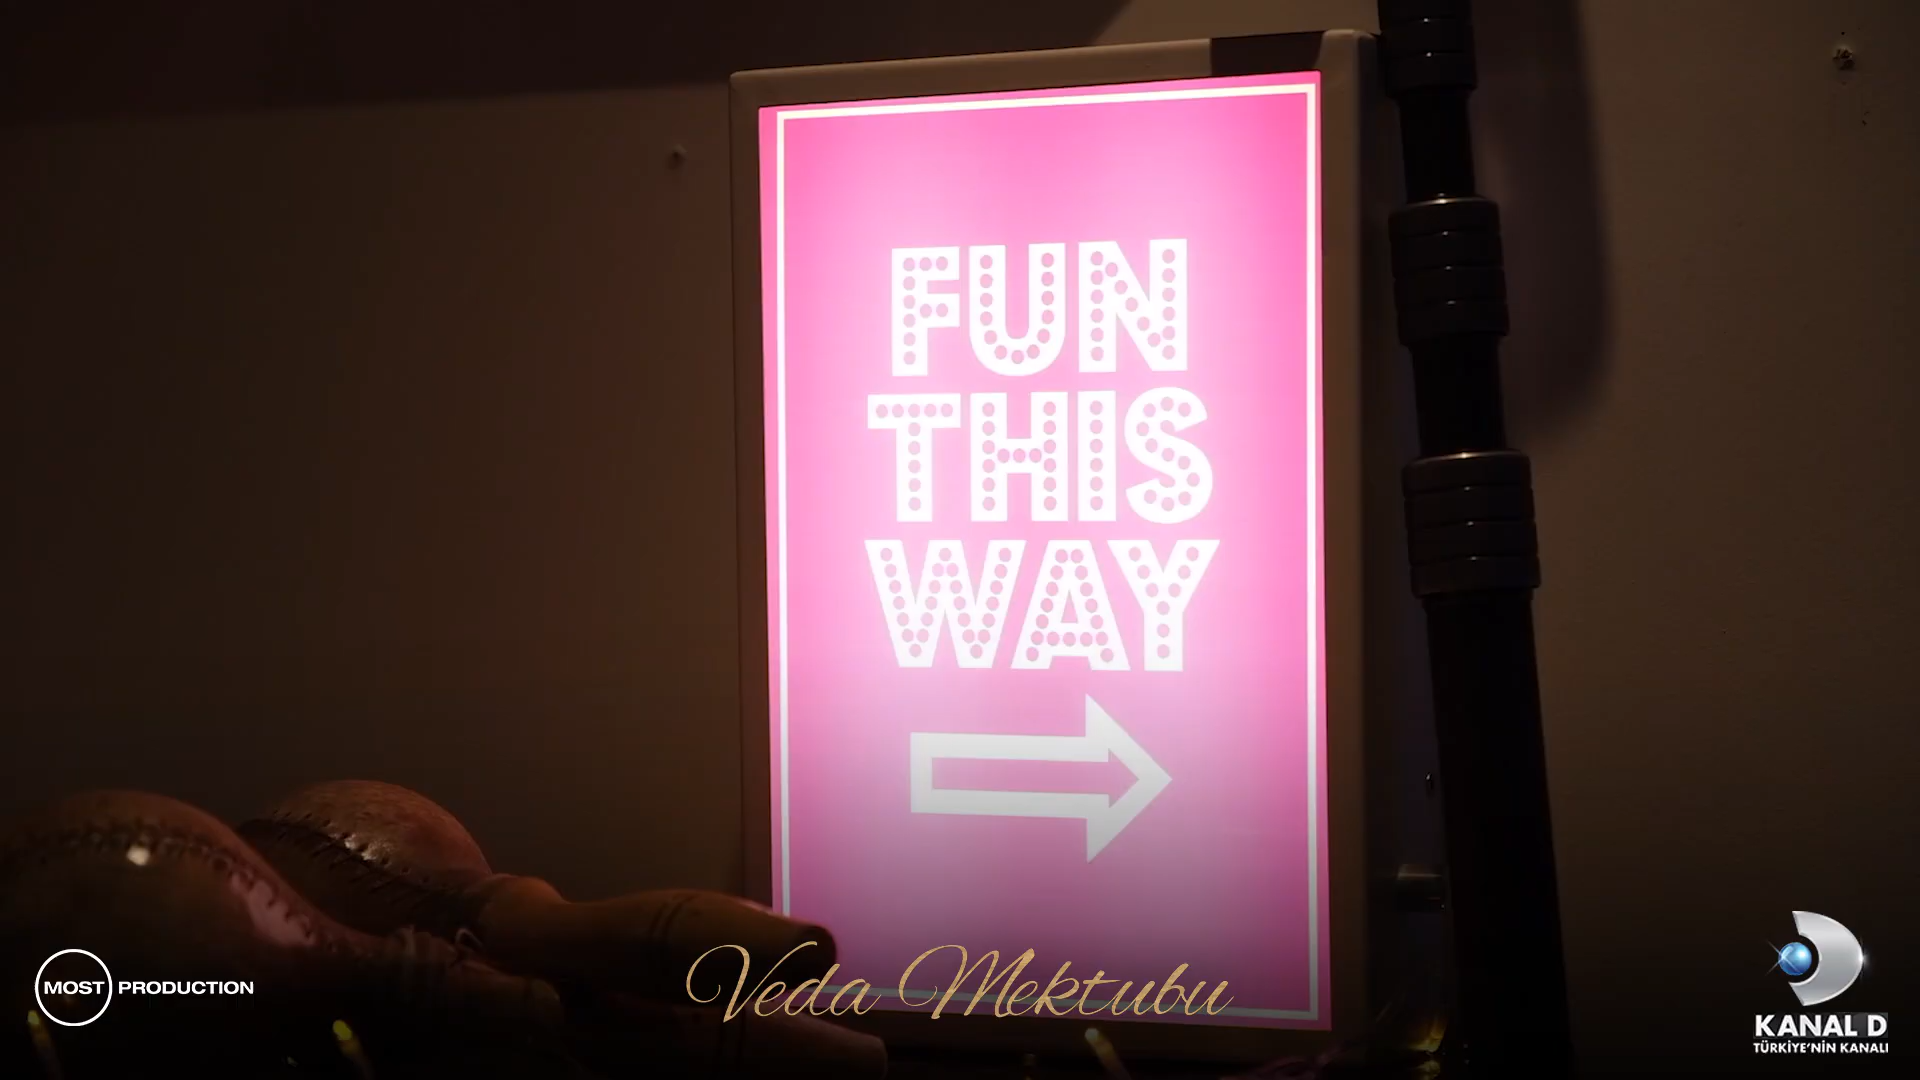 FUN
THIS
WAY
Veda Mektubu
MOST PRODUCTION
KANAL D
TÜRKİYE'NİN KANALI